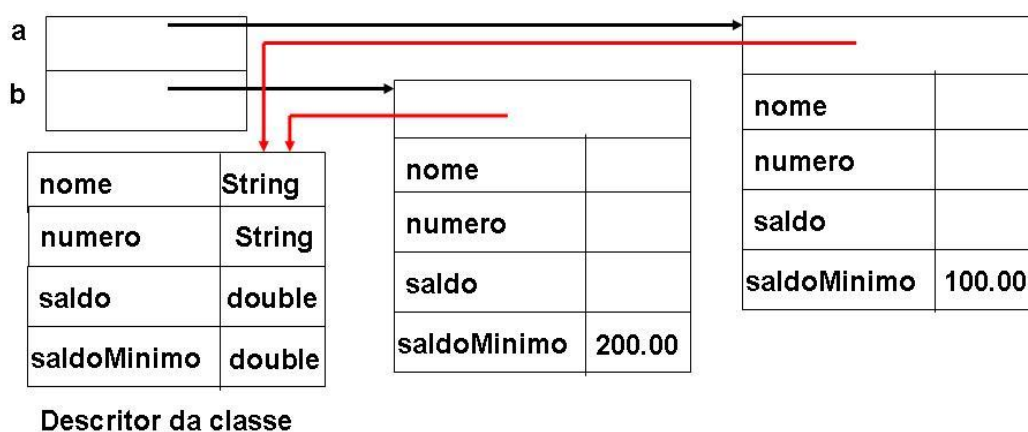 a
b
nome String
numero String
saldo double
saldoMinimo double
Descritor da classe
nome
numero
saldo
saldoMinimo 200.00
nome
numero
saldo
saldoMinimo 100.00